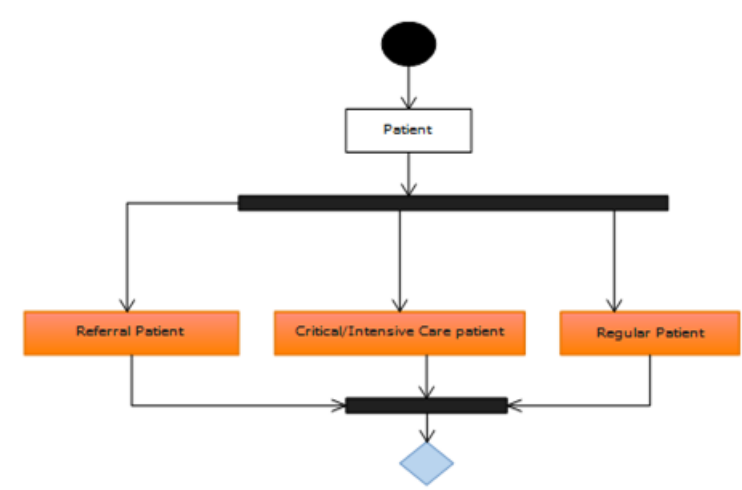 Patient
Referral Patient
Critical/Intensive Care patient
Regular Patient